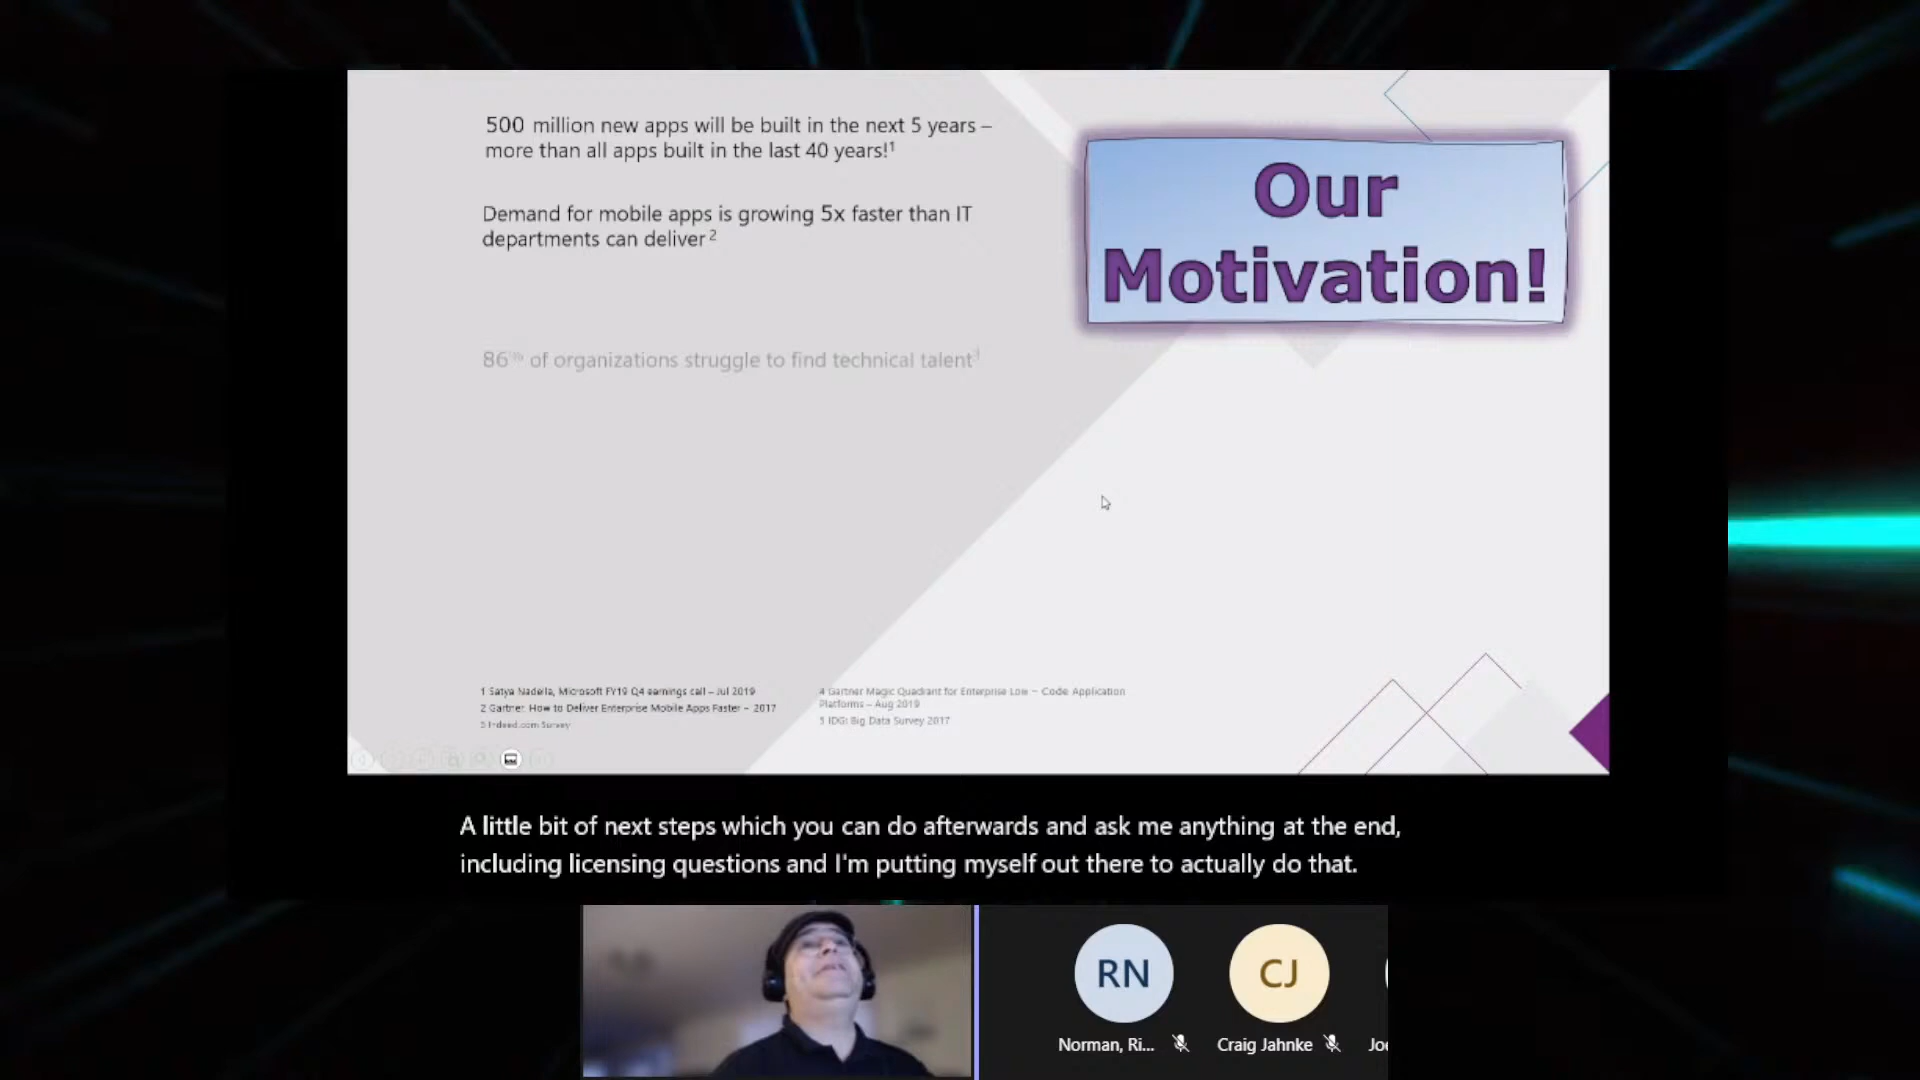 500 million new apps will be built in the next 5 years –
more than all apps built in the last 40 years!¹
Demand for mobile apps is growing 5x faster than IT
departments can deliver ²
86% of organizations struggle to find technical talent³
Our
Motivation!
1 Satya Nadella, Microsoft FY19 Q4 earnings call – Jul 2019
2 Gartner: How to Deliver Enterprise Mobile Apps Faster – 2017
3 Indeed.com Survey
4 Gartner Magic Quadrant for Enterprise Low – Code Application
Platforms – Aug 2019
5 IDG: Big Data Survey 2017
A little bit of next steps which you can do afterwards and ask me anything at the end,
including licensing questions and I'm putting myself out there to actually do that.
RN
CJ
Norman, Ri...
Craig Jahnke
Joe